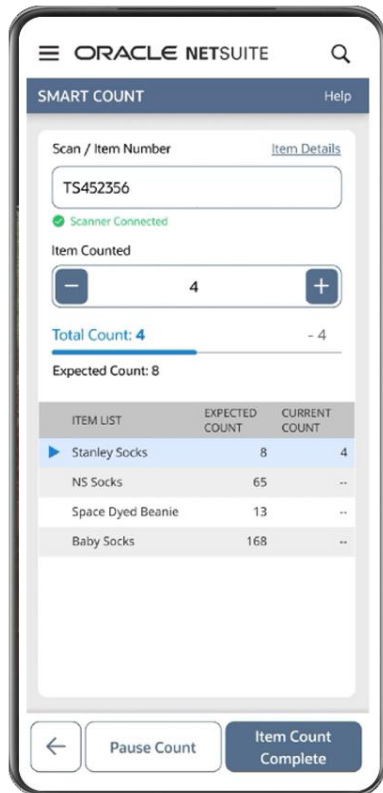 ORACLE NETSUITE
SMART COUNT Help
Scan / Item Number Item Details
TS452356
Scanner Connected
Item Counted
− 4 +
Total Count: 4 - 4
Expected Count: 8
ITEM LIST EXPECTED COUNT CURRENT COUNT
Stanley Socks 8 4
NS Socks 65 --
Space Dyed Beanie 13 --
Baby Socks 168 --
Pause Count
Item Count
Complete